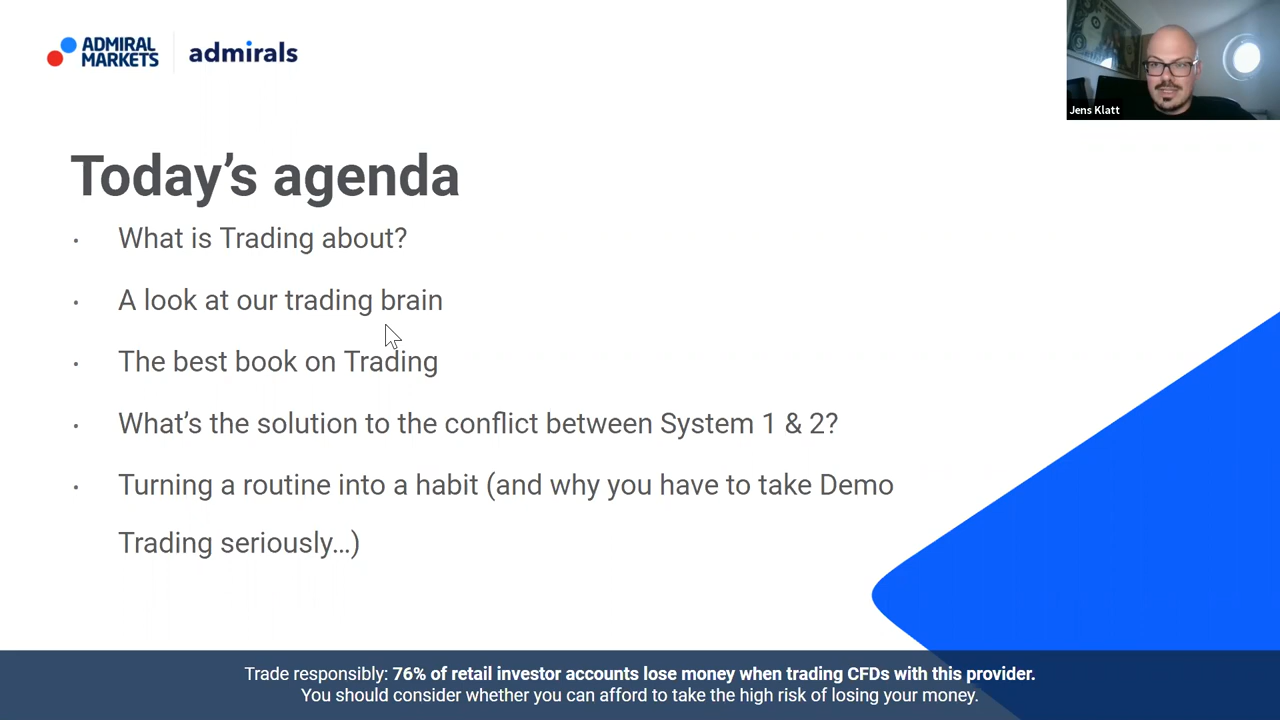 ADMIRAL
MARKETS
admirals
Jens Klatt
Today’s agenda
• What is Trading about?
• A look at our trading brain
• The best book on Trading
• What’s the solution to the conflict between System 1 & 2?
• Turning a routine into a habit (and why you have to take Demo
Trading seriously…)
Trade responsibly: 76% of retail investor accounts lose money when trading CFDs with this provider.
You should consider whether you can afford to take the high risk of losing your money.